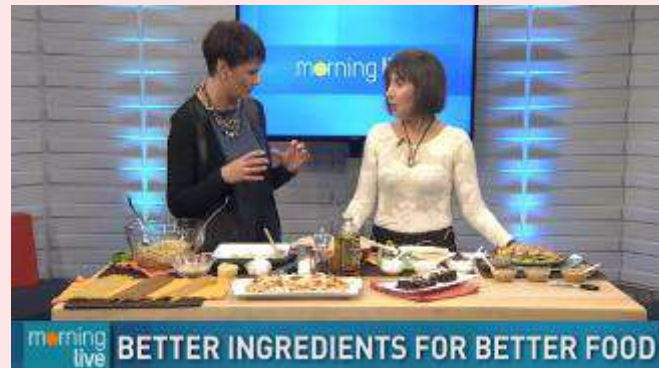 morning live
morning
live
BETTER INGREDIENTS FOR BETTER FOOD